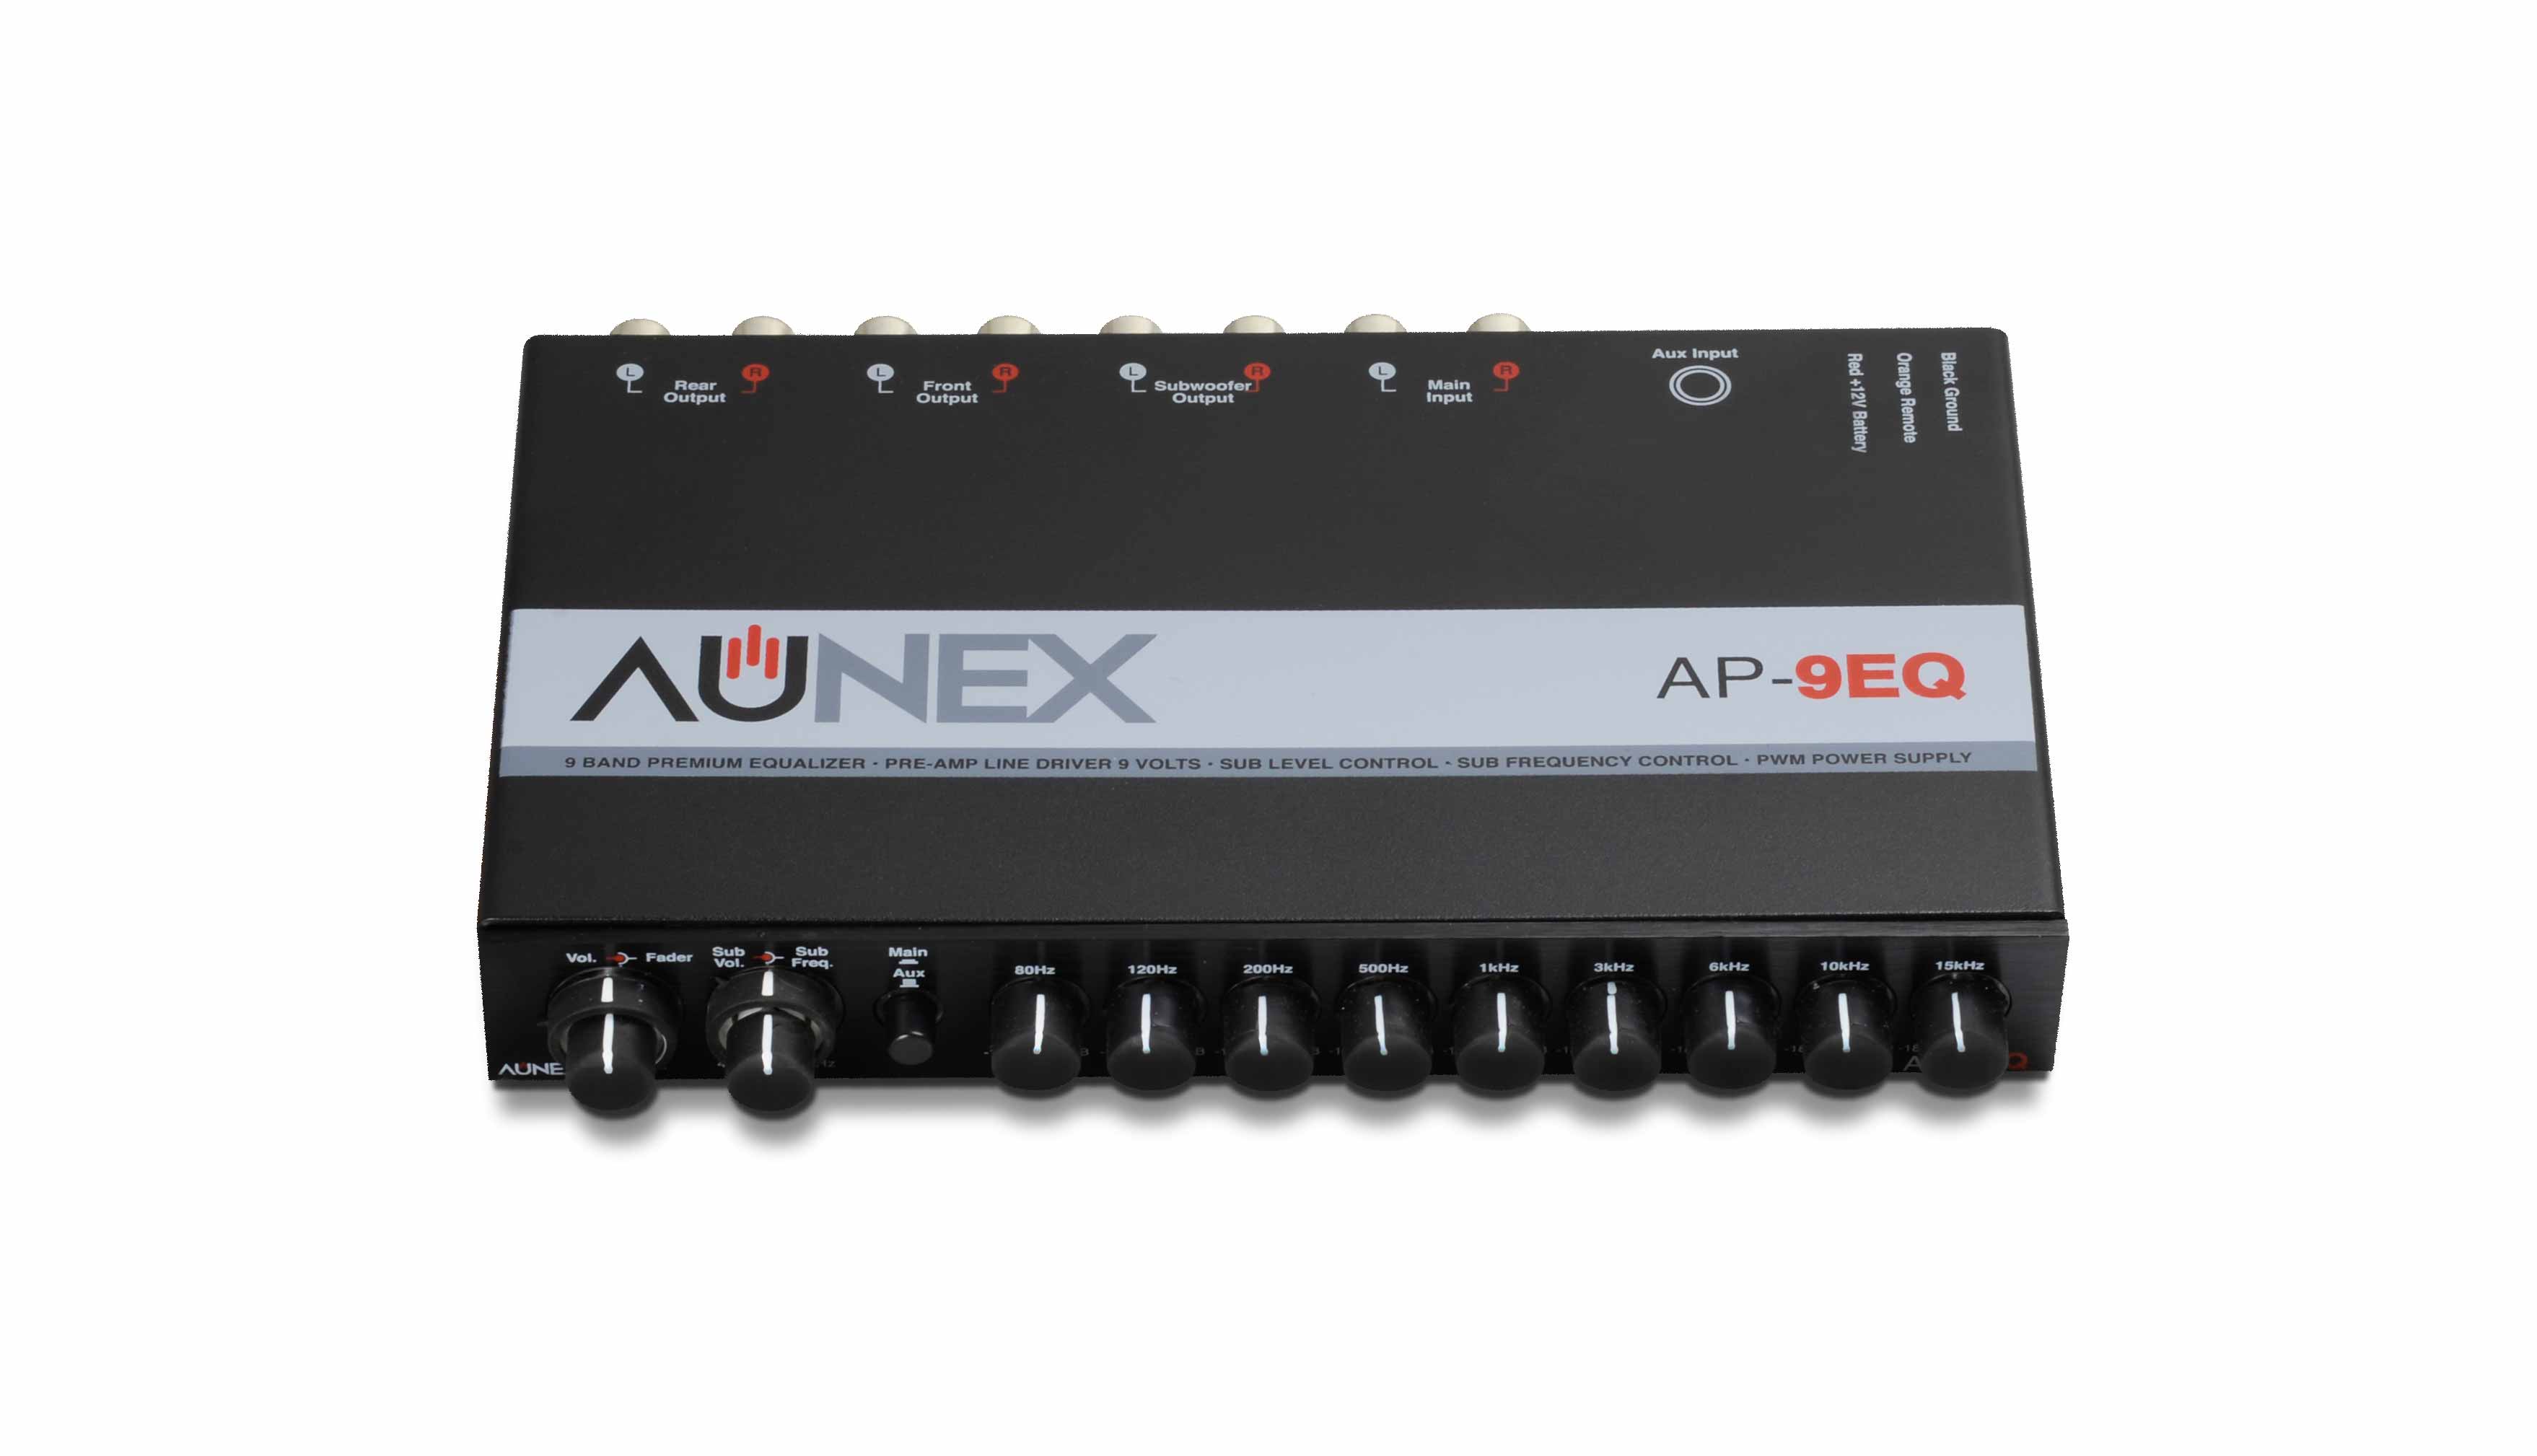 L Rear R
Output
L Front R
Output
L Subwoofer R
Output
L Main R
Input
Aux Input
Red +12V Battery
Orange Remote
Black Ground
AUNEX
AP-9EQ
9 BAND PREMIUM EQUALIZER · PRE-AMP LINE DRIVER 9 VOLTS · SUB LEVEL CONTROL · SUB FREQUENCY CONTROL · PWM POWER SUPPLY
Vol. Fader
Sub Vol.
Sub Freq.
Main
Aux
80Hz 120Hz 200Hz 500Hz 1kHz 3kHz 6kHz 10kHz 15kHz